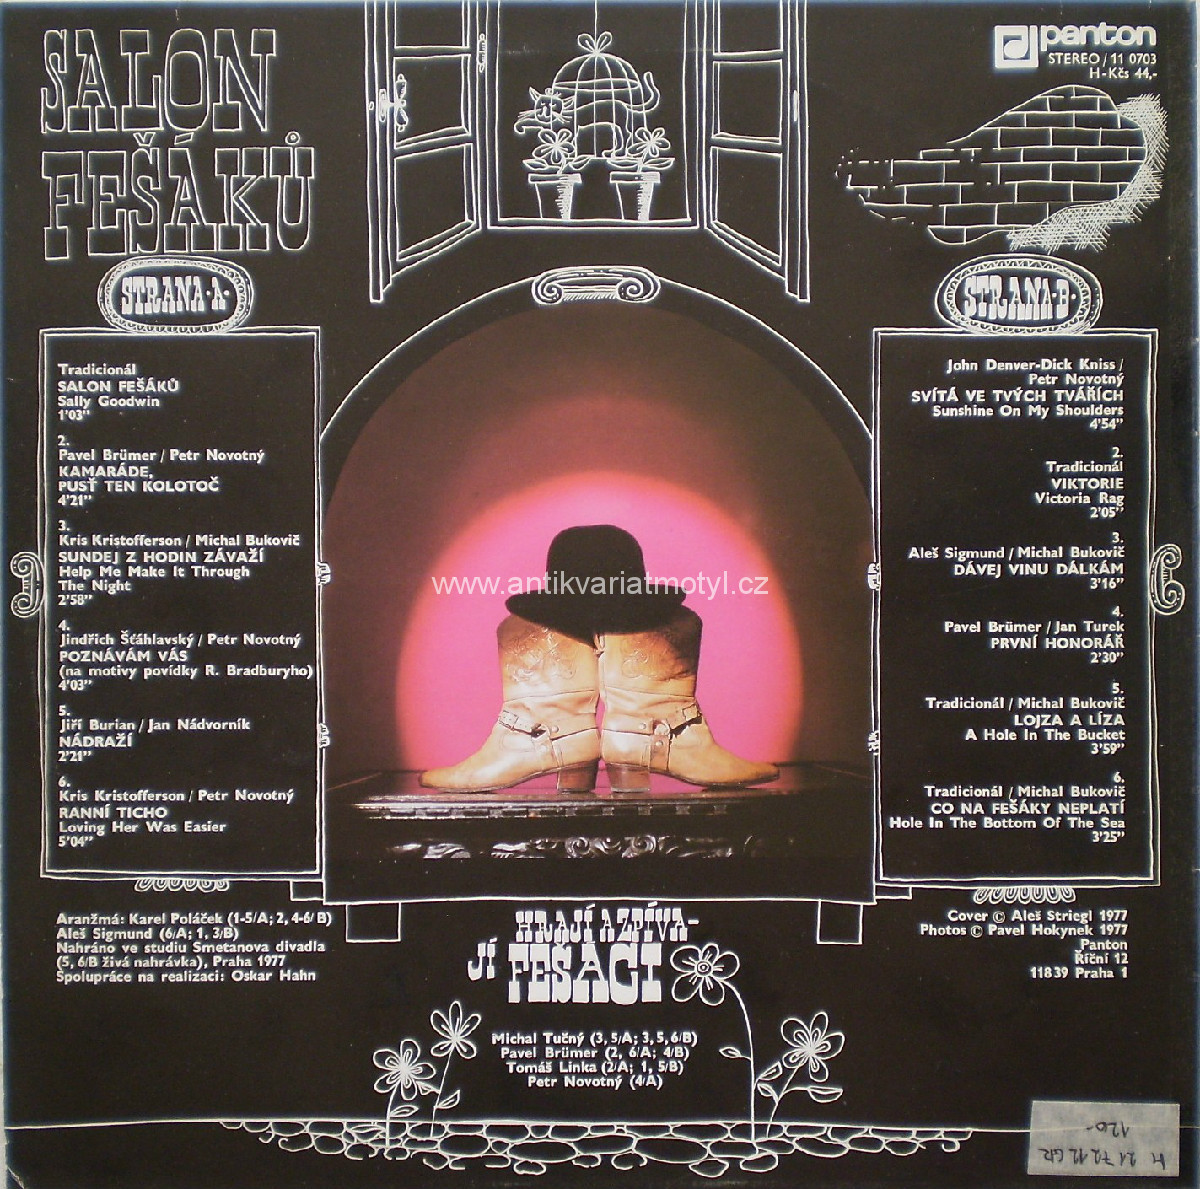 SALON
FEŠÁKŮ
panton
STEREO / 11 0703
H-Kčs 44,-
STRANA·A·
Tradicionál
SALON FEŠÁKŮ
Sally Goodwin
1'03"
2.
Pavel Brümer / Petr Novotný
KAMARÁDE,
PUSŤ TEN KOLOTOČ
4'21"
3.
Kris Kristofferson / Michal Bukovič
SUNDEJ Z HODIN ZÁVAŽÍ
Help Me Make It Through
The Night
2'58"
4.
Jindřich Šťáhlavský / Petr Novotný
POZNÁVÁM VÁS
(na motivy povídky R. Bradburyho)
4'03"
5.
Jiří Burian / Jan Nádvorník
NÁDRAŽÍ
2'21"
6.
Kris Kristofferson / Petr Novotný
RANNÍ TICHO
Loving Her Was Easier
5'04"
STRANA·B·
John Denver-Dick Kniss /
Petr Novotný
SVÍTÁ VE TVÝCH TVÁŘÍCH
Sunshine On My Shoulders
4'54"
2.
Tradicionál
VIKTORIE
Victoria Rag
2'05"
3.
Aleš Sigmund / Michal Bukovič
DÁVEJ VINU DÁLKÁM
3'16"
4.
Pavel Brümer / Jan Turek
PRVNÍ HONORÁŘ
2'30"
5.
Tradicionál / Michal Bukovič
LOJZA A LÍZA
A Hole In The Bucket
3'59"
6.
Tradicionál / Michal Bukovič
CO NA FEŠÁKY NEPLATÍ
Hole In The Bottom Of The Sea
3'25"
www.antikvariatmotyl.cz
Aranžmá: Karel Poláček (1-5/A; 2, 4-6/B)
Aleš Sigmund (6/A; 1, 3/B)
Nahráno ve studiu Smetanova divadla
(5, 6/B živá nahrávka), Praha 1977
Spolupráce na realizaci: Oskar Hahn
HRAJÍ A ZPÍVA-
JÍ FEŠÁCI
Michal Tučný (3, 5/A; 3, 5, 6/B)
Pavel Brümer (2, 6/A; 4/B)
Tomáš Linka (2/A; 1, 5/B)
Petr Novotný (4/A)
Cover © Aleš Striegl 1977
Photos © Pavel Hokynek 1977
Panton
Říční 12
11839 Praha 1
120-